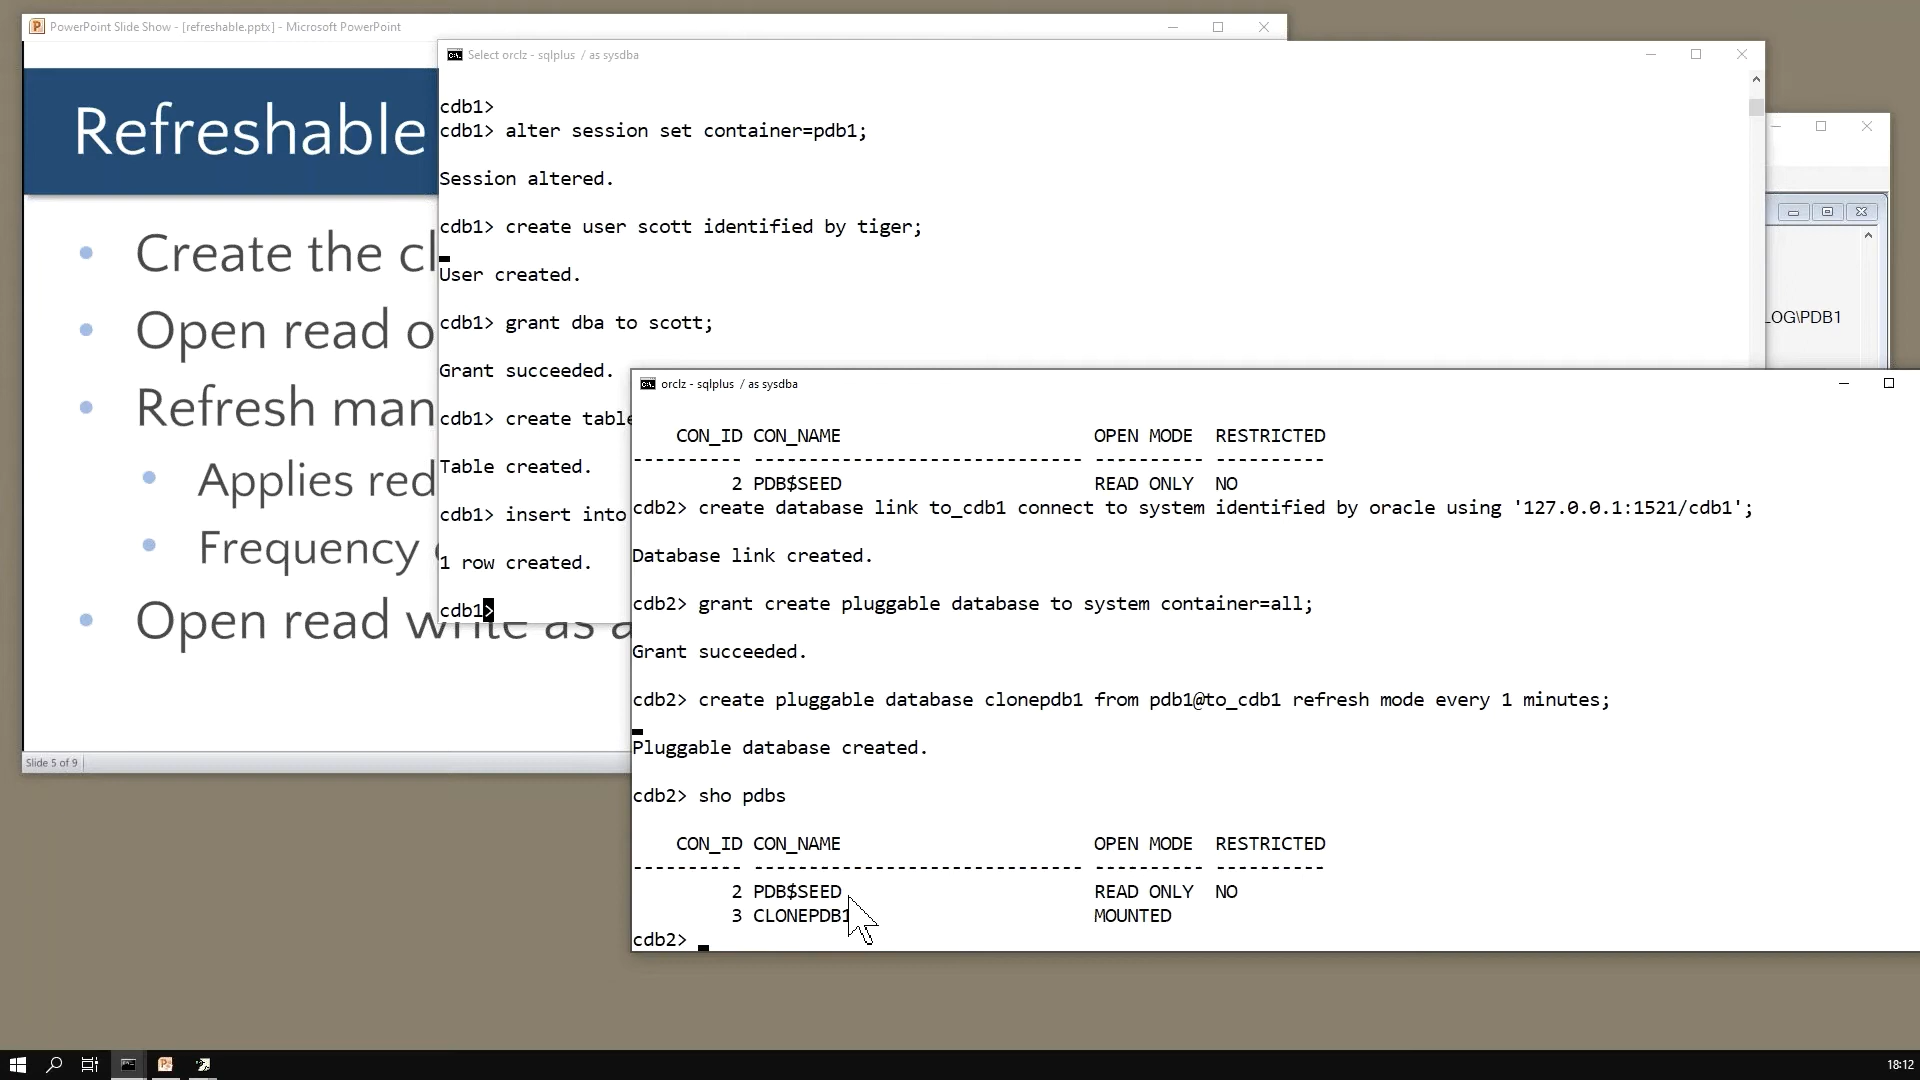 PowerPoint Slide Show - [refreshable.pptx] - Microsoft PowerPoint
Refreshable
Create the cl
Open read o
Refresh man
Applies red
Frequency
Open read write as a
Slide 5 of 9
Select orclz - sqlplus / as sysdba
cdb1>
cdb1> alter session set container=pdb1;
Session altered.
cdb1> create user scott identified by tiger;
User created.
cdb1> grant dba to scott;
Grant succeeded.
cdb1> create table
Table created.
cdb1> insert into
1 row created.
cdb1>
LOG\PDB1
orclz - sqlplus / as sysdba
CON_ID CON_NAME OPEN MODE RESTRICTED
---------- ------------------------------ ---------- ----------
2 PDB$SEED READ ONLY NO
cdb2> create database link to_cdb1 connect to system identified by oracle using '127.0.0.1:1521/cdb1';
Database link created.
cdb2> grant create pluggable database to system container=all;
Grant succeeded.
cdb2> create pluggable database clonepdb1 from pdb1@to_cdb1 refresh mode every 1 minutes;
Pluggable database created.
cdb2> sho pdbs
CON_ID CON_NAME OPEN MODE RESTRICTED
---------- ------------------------------ ---------- ----------
2 PDB$SEED READ ONLY NO
3 CLONEPDB1 MOUNTED
cdb2>
18:12